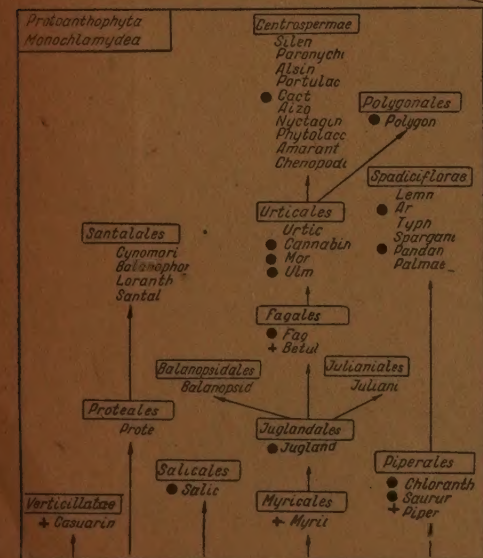 Protoanthophyta
Monochlamydea
Centrospermae
Silen
Paronychi
Alsin
Portulac
Cact
Aizo
Nyctagin
Phytolacc
Amarant
Chenopodi
Polygonales
Polygon
Spadiciflorae
Lemn
Ar
Typh
Spargani
Pandan
Palmae
Urticales
Urtic
Cannabin
Mor
Ulm
Santalales
Cynomori
Balanophor
Loranth
Santal
Fagales
Fag
+ Betul
Balanopsidales
Balanopsid
Julianiales
Juliani
Proteales
Prote
Juglandales
Jugland
Salicales
Salic
Piperales
Chloranth
Saurur
+ Piper
Verticillatae
+ Casuarin
Myricales
+ Myric